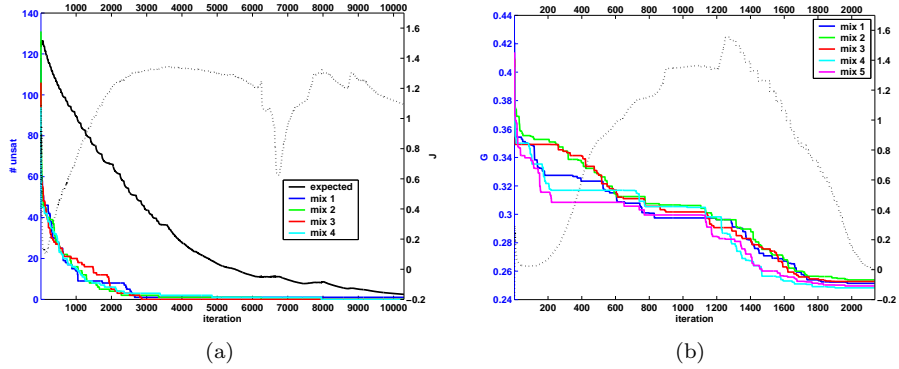 1000 2000 3000 4000 5000 6000 7000 8000 9000 10000
140
120
100
80
60
40
20
0
# unsat
1.6
1.4
1.2
1
0.8
0.6
0.4
0.2
0
−0.2
J
expected
mix 1
mix 2
mix 3
mix 4
1000 2000 3000 4000 5000 6000 7000 8000 9000 10000
iteration
(a)
200 400 600 800 1000 1200 1400 1600 1800 2000
0.44
0.42
0.4
0.38
0.36
0.34
0.32
0.3
0.28
0.26
0.24
G
1.6
1.4
1.2
1
0.8
0.6
0.4
0.2
0
−0.2
J
mix 1
mix 2
mix 3
mix 4
mix 5
200 400 600 800 1000 1200 1400 1600 1800 2000
iteration
(b)